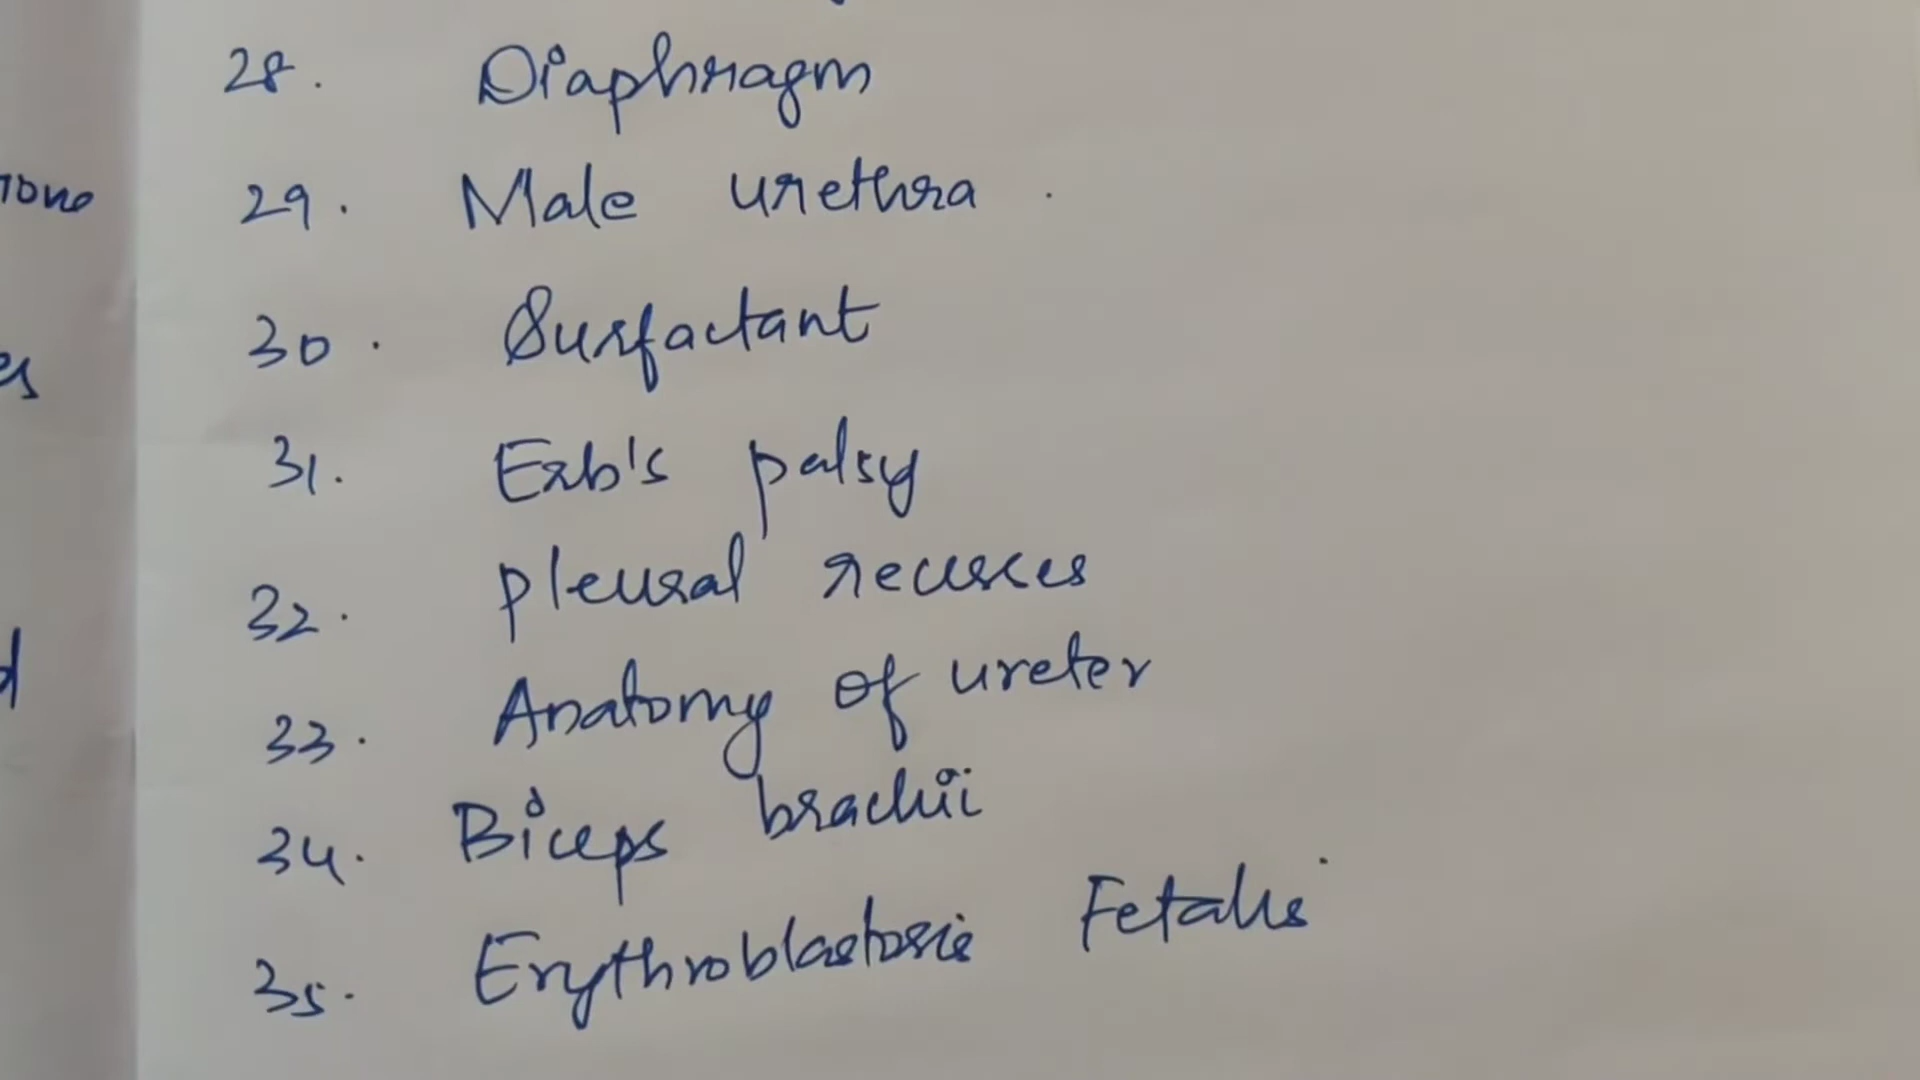 28. Diaphragm
29. Male urethra.
30. Surfactant
31. Erb's palsy
32. pleural recesses
33. Anatomy of ureter
34. Biceps brachii
35. Erythroblastosis Fetalis